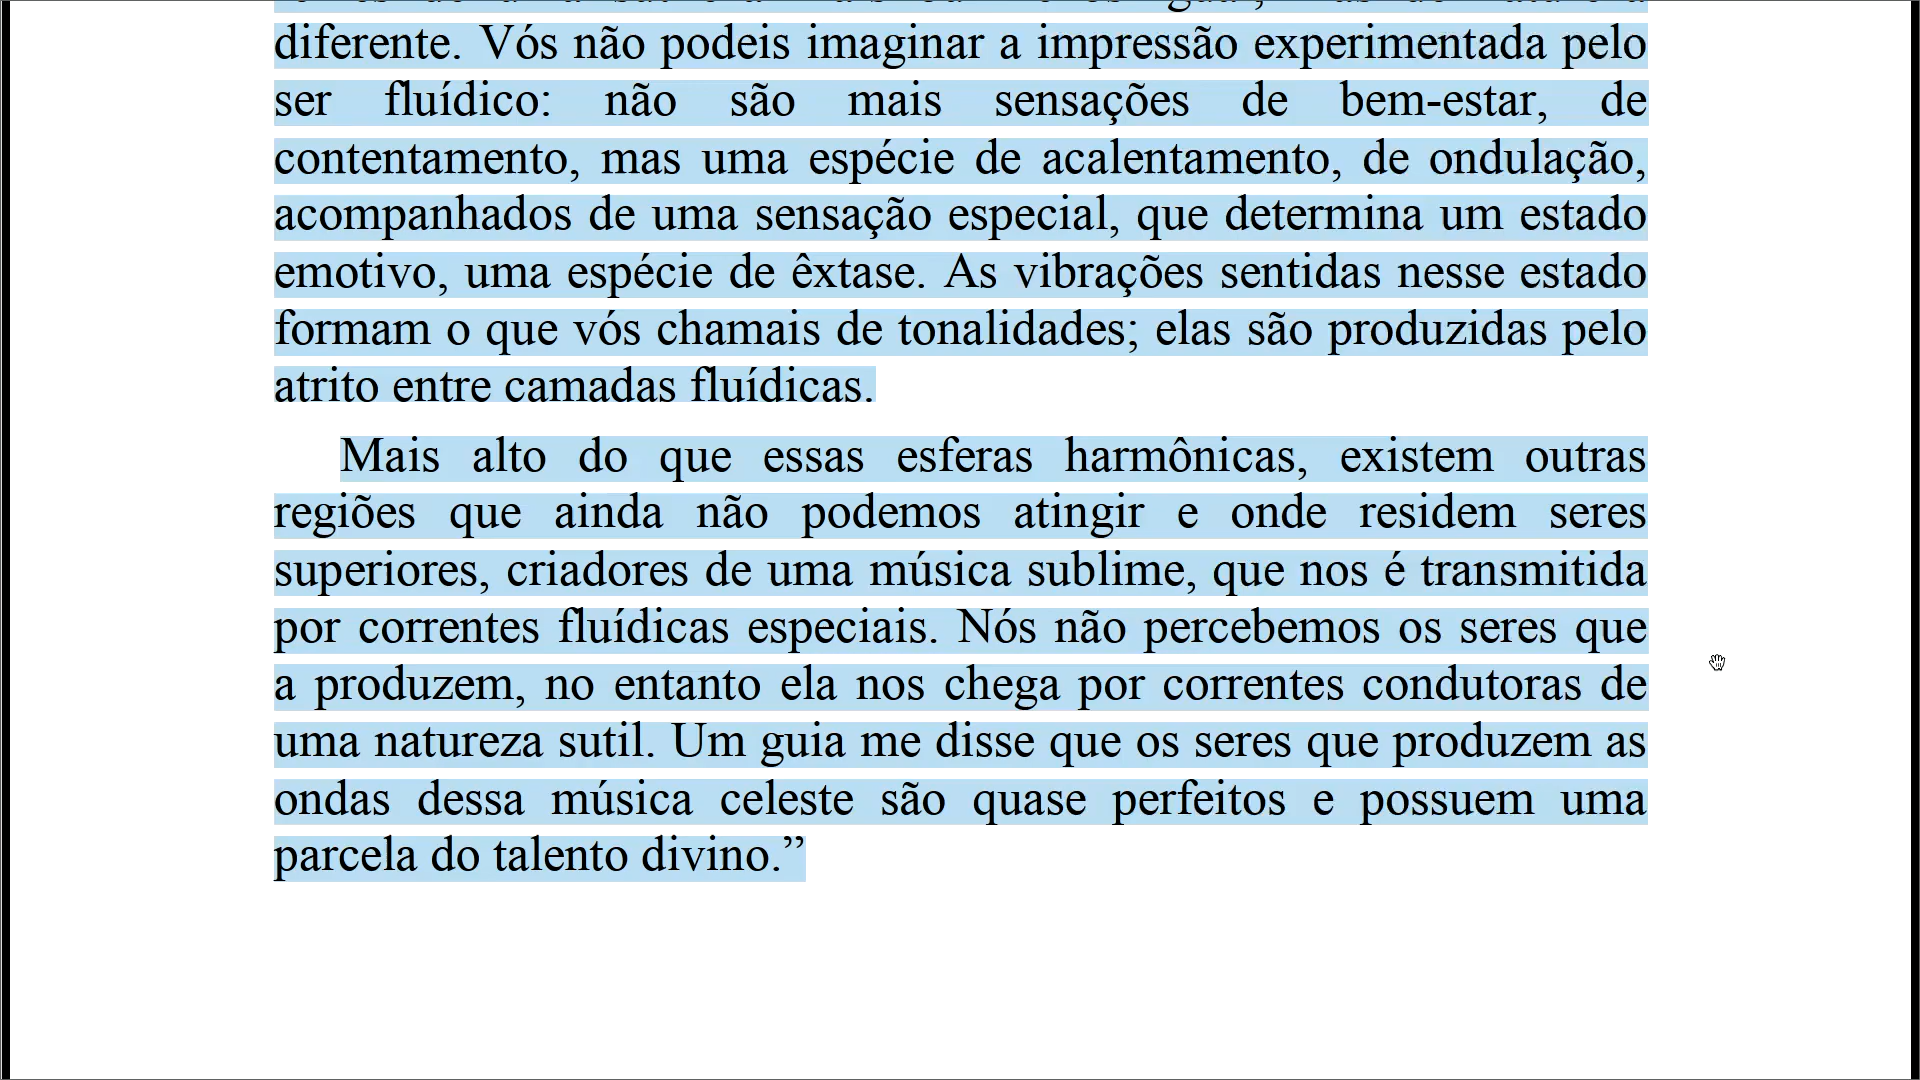 diferente. Vós não podeis imaginar a impressão experimentada pelo
ser fluídico: não são mais sensações de bem-estar, de
contentamento, mas uma espécie de acalentamento, de ondulação,
acompanhados de uma sensação especial, que determina um estado
emotivo, uma espécie de êxtase. As vibrações sentidas nesse estado
formam o que vós chamais de tonalidades; elas são produzidas pelo
atrito entre camadas fluídicas.
Mais alto do que essas esferas harmônicas, existem outras
regiões que ainda não podemos atingir e onde residem seres
superiores, criadores de uma música sublime, que nos é transmitida
por correntes fluídicas especiais. Nós não percebemos os seres que
a produzem, no entanto ela nos chega por correntes condutoras de
uma natureza sutil. Um guia me disse que os seres que produzem as
ondas dessa música celeste são quase perfeitos e possuem uma
parcela do talento divino.”